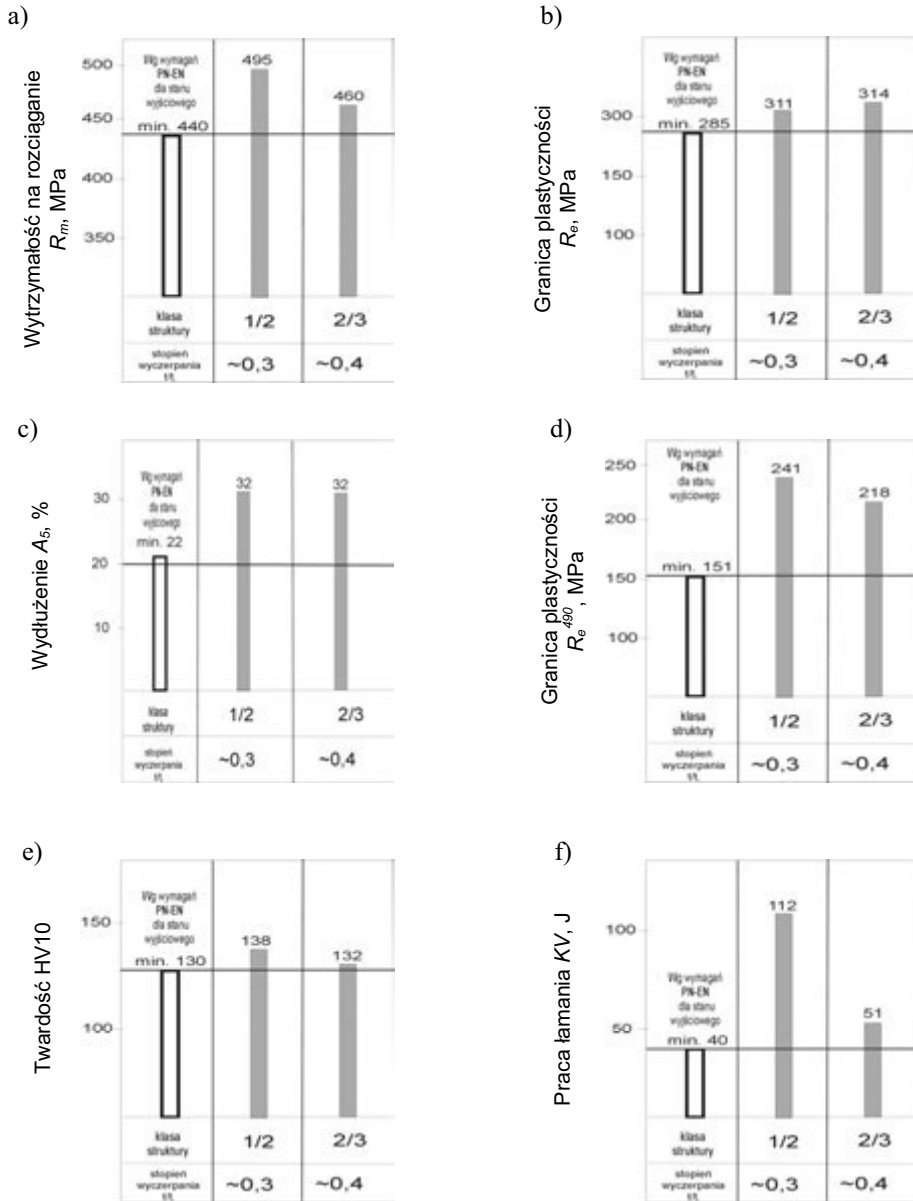 a)
Wytrzymałość na rozciąganie
Rm, MPa
500
450
400
350
Wg wymagań
PN-EN
dla stanu
wyjściowego
min. 440
495
460
klasa
struktury
1/2
2/3
stopień
wyczerpania
t/tᵣ
~0,3
~0,4
b)
Granica plastyczności
Re, MPa
300
150
100
Wg wymagań
PN-EN
dla stanu
wyjściowego
min. 285
311
314
klasa
struktury
1/2
2/3
stopień
wyczerpania
~0,3
~0,4
c)
Wydłużenie A5, %
30
20
10
Wg wymagań
PN-EN
dla stanu
wyjściowego
min. 22
32
32
klasa
struktury
1/2
2/3
stopień
wyczerpania
~0,3
~0,4
d)
Granica plastyczności
Re490, MPa
250
200
150
100
Wg wymagań
PN-EN
dla stanu
wyjściowego
min. 151
241
218
klasa
struktury
1/2
2/3
stopień
wyczerpania
~0,3
~0,4
e)
Twardość HV10
150
100
Wg wymagań
PN-EN
dla stanu
wyjściowego
min. 130
138
132
klasa
struktury
1/2
2/3
stopień
wyczerpania
~0,3
~0,4
f)
Praca łamania KV, J
100
50
Wg wymagań
PN-EN
dla stanu
wyjściowego
min. 40
112
51
klasa
struktury
1/2
2/3
stopień
wyczerpania
~0,3
~0,4